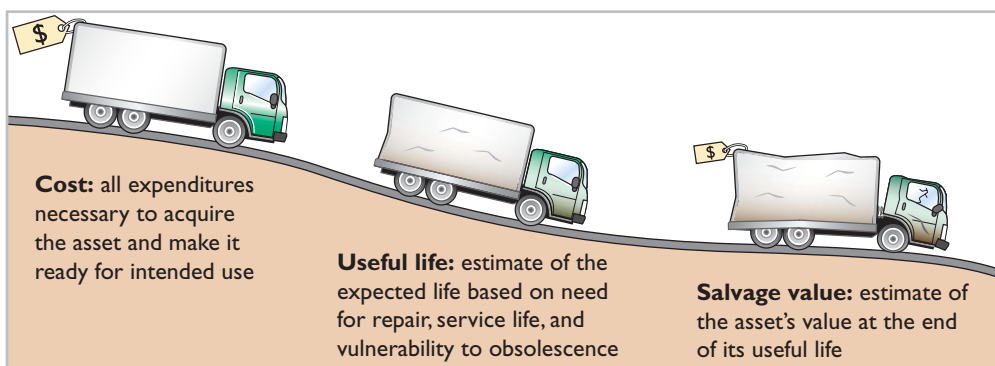 $
Cost: all expenditures
necessary to acquire
the asset and make it
ready for intended use
Useful life: estimate of the
expected life based on need
for repair, service life, and
vulnerability to obsolescence
$
Salvage value: estimate of
the asset's value at the end
of its useful life